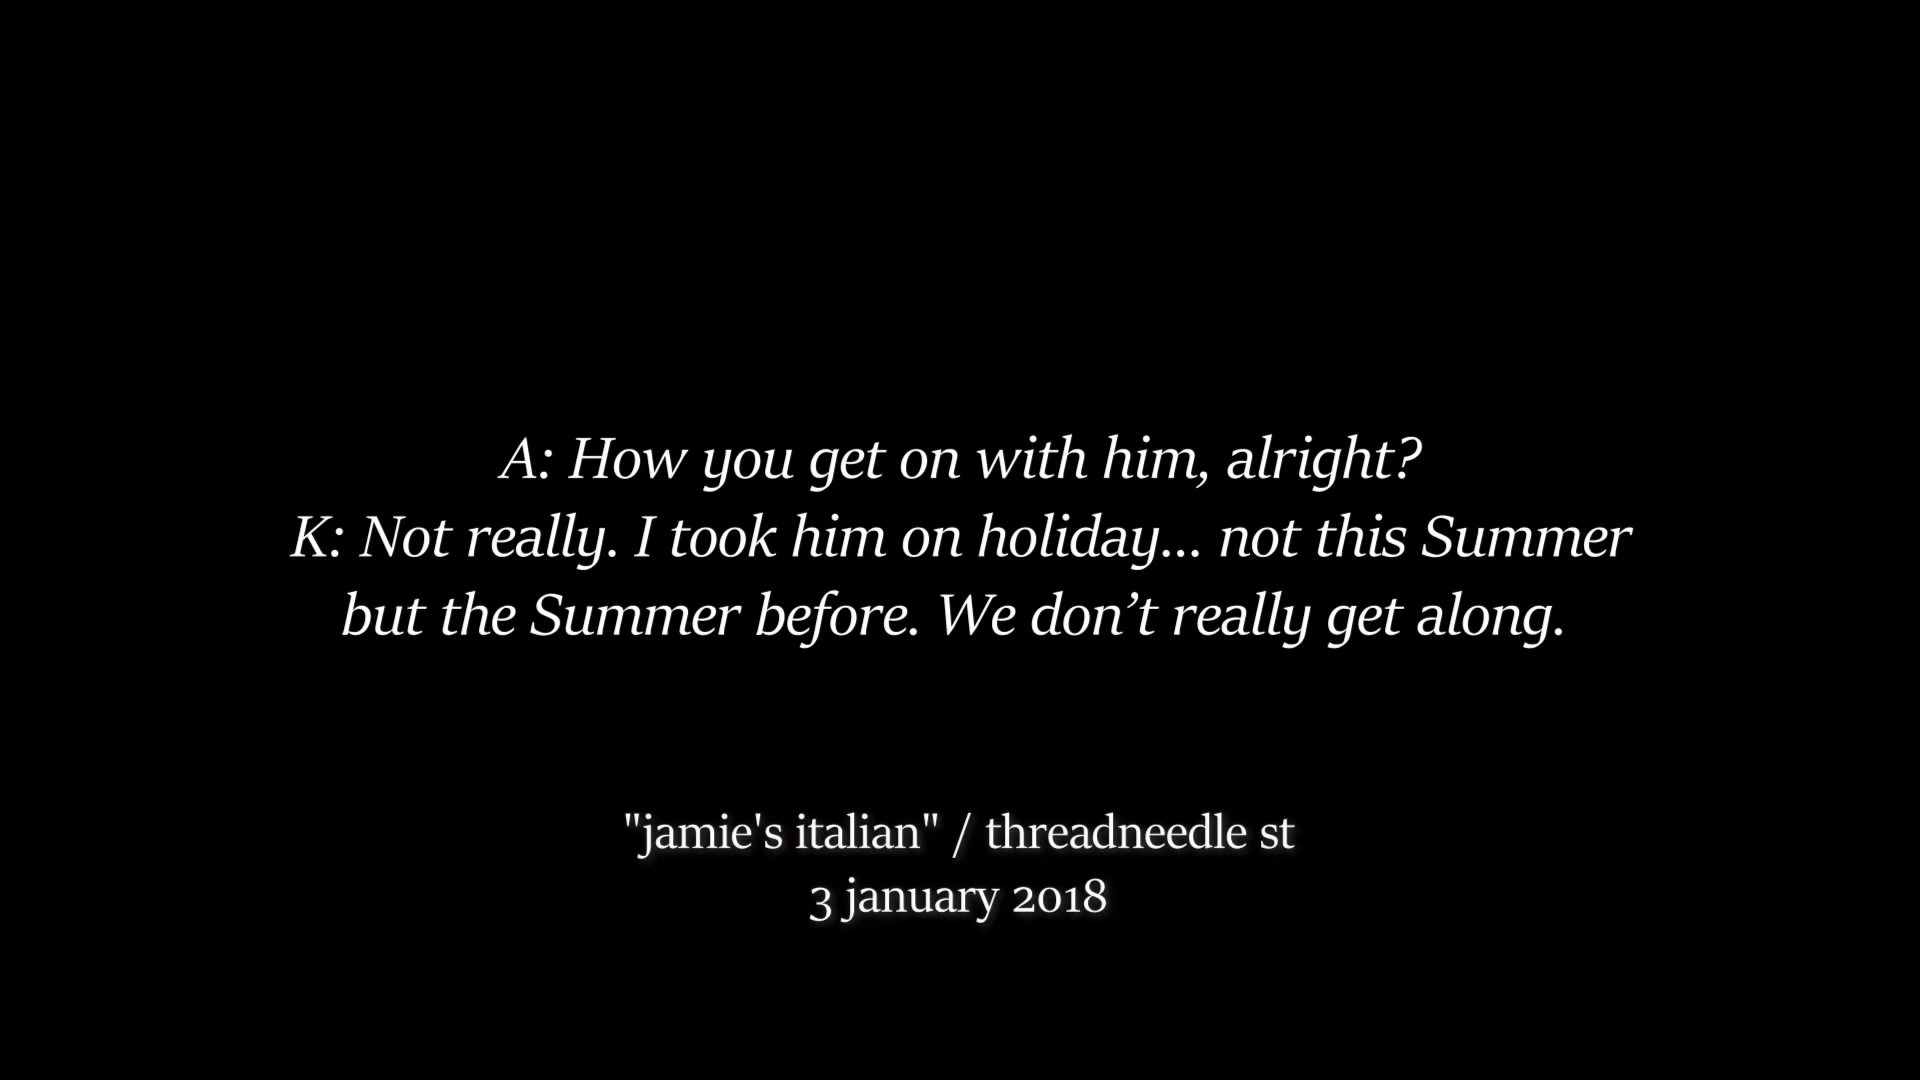 A: How you get on with him, alright?
K: Not really. I took him on holiday... not this Summer
but the Summer before. We don’t really get along.
"jamie's italian" / threadneedle st
3 january 2018